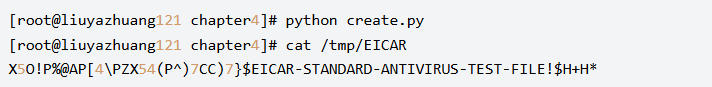 [root@liuyazhuang121 chapter4]# python create.py
[root@liuyazhuang121 chapter4]# cat /tmp/EICAR
X5O!P%@AP[4\PZX54(P^)7CC)7}$EICAR-STANDARD-ANTIVIRUS-TEST-FILE!$H+H*